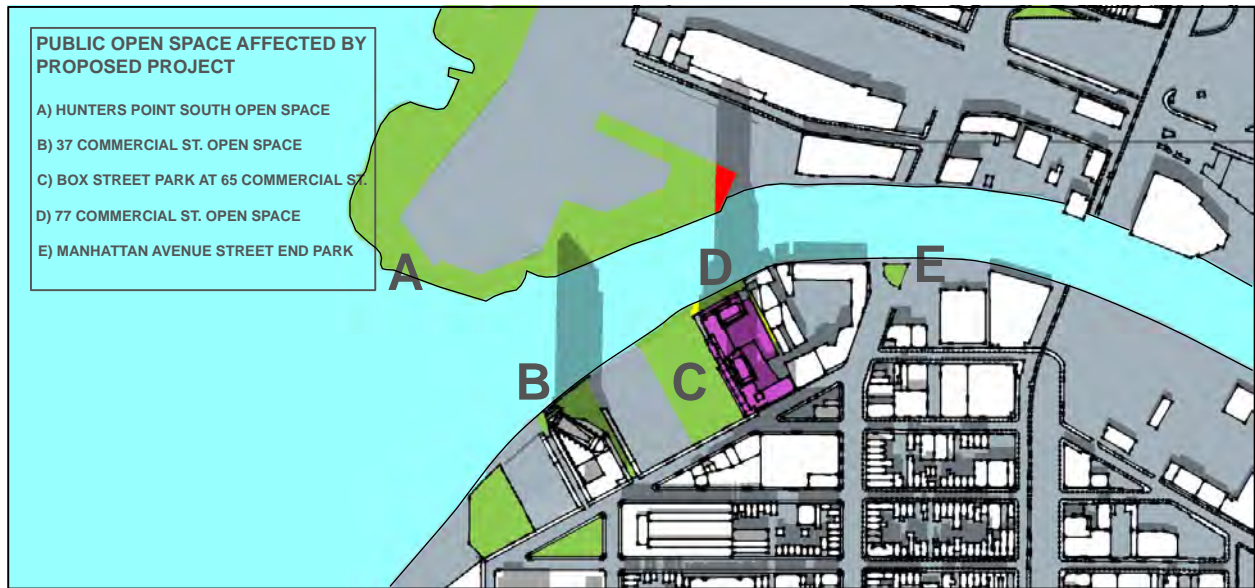 PUBLIC OPEN SPACE AFFECTED BY
PROPOSED PROJECT
A) HUNTERS POINT SOUTH OPEN SPACE
B) 37 COMMERCIAL ST. OPEN SPACE
C) BOX STREET PARK AT 65 COMMERCIAL ST.
D) 77 COMMERCIAL ST. OPEN SPACE
E) MANHATTAN AVENUE STREET END PARK
A
D
E
B
C